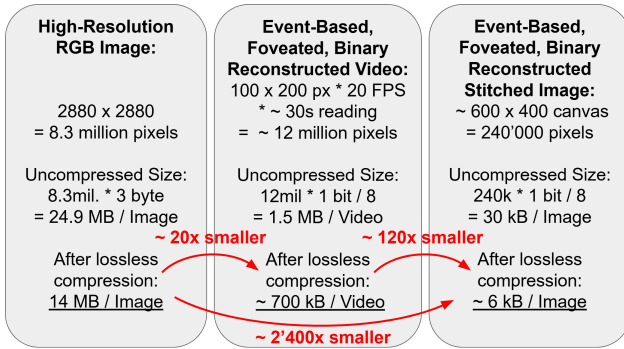 High-Resolution
RGB Image:
2880 x 2880
= 8.3 million pixels
Uncompressed Size:
8.3mil. * 3 byte
= 24.9 MB / Image
After lossless
compression:
14 MB / Image
Event-Based,
Foveated, Binary
Reconstructed Video:
100 x 200 px * 20 FPS
* ~ 30s reading
= ~ 12 million pixels
Uncompressed Size:
12mil * 1 bit / 8
= 1.5 MB / Video
After lossless
compression:
~ 700 kB / Video
Event-Based,
Foveated, Binary
Reconstructed
Stitched Image:
~ 600 x 400 canvas
= 240'000 pixels
Uncompressed Size:
240k * 1 bit / 8
= 30 kB / Image
After lossless
compression:
~ 6 kB / Image
~ 20x smaller
~ 120x smaller
~ 2'400x smaller